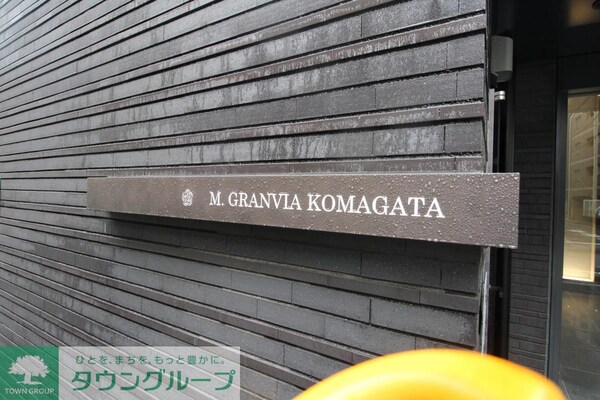 M. GRANVIA KOMAGATA
ひとを、まちを、もっと豊かに。
タウングループ
TOWN GROUP